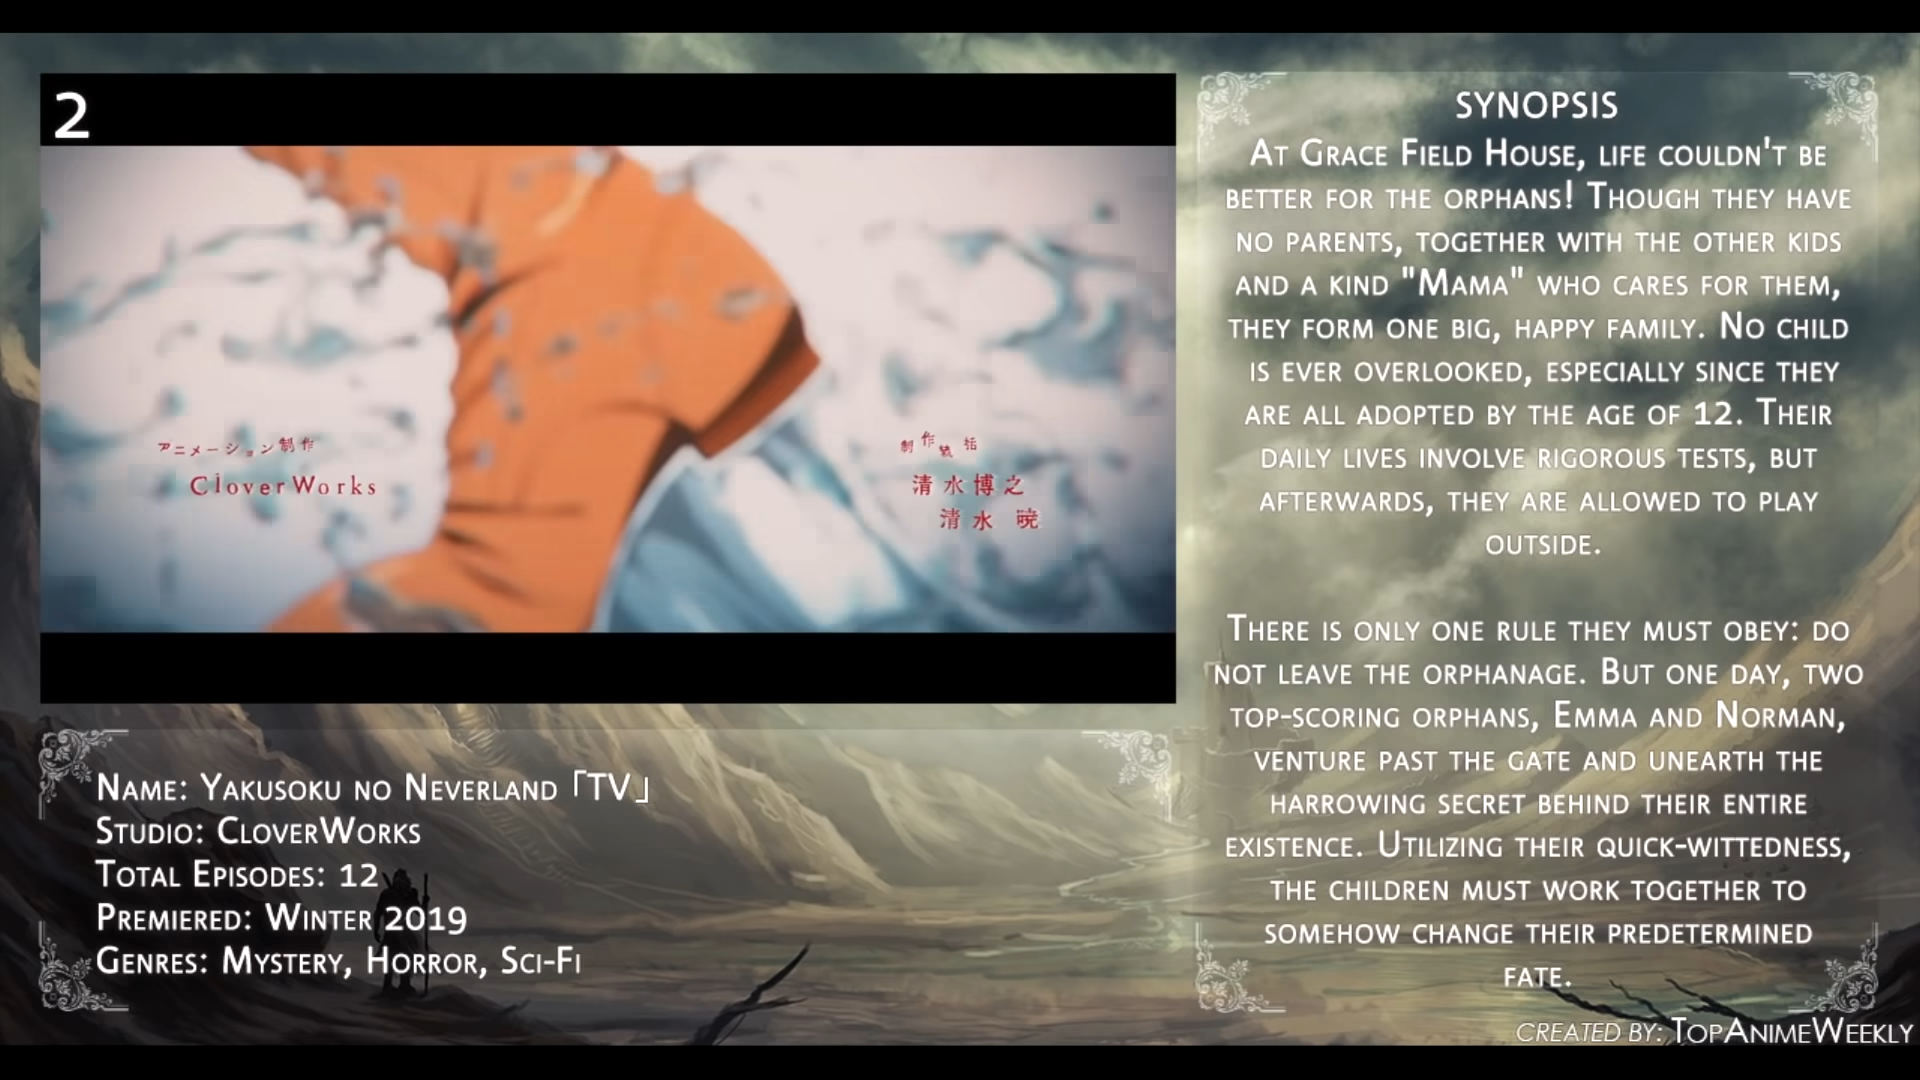 2
アニメーション制作
CloverWorks
制作統括
清水博之
清水 暁
SYNOPSIS
At Grace Field House, life couldn't be
better for the orphans! Though they have
no parents, together with the other kids
and a kind "Mama" who cares for them,
they form one big, happy family. No child
is ever overlooked, especially since they
are all adopted by the age of 12. Their
daily lives involve rigorous tests, but
afterwards, they are allowed to play
outside.
There is only one rule they must obey: do
not leave the orphanage. But one day, two
top-scoring orphans, Emma and Norman,
venture past the gate and unearth the
harrowing secret behind their entire
existence. Utilizing their quick-wittedness,
the children must work together to
somehow change their predetermined
fate.
Name: Yakusoku no Neverland「TV」
Studio: CloverWorks
Total Episodes: 12
Premiered: Winter 2019
Genres: Mystery, Horror, Sci-Fi
CREATED BY: TopAnimeWeekly